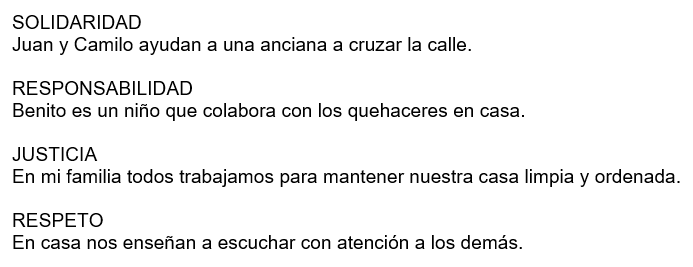 SOLIDARIDAD
Juan y Camilo ayudan a una anciana a cruzar la calle.
RESPONSABILIDAD
Benito es un niño que colabora con los quehaceres en casa.
JUSTICIA
En mi familia todos trabajamos para mantener nuestra casa limpia y ordenada.
RESPETO
En casa nos enseñan a escuchar con atención a los demás.